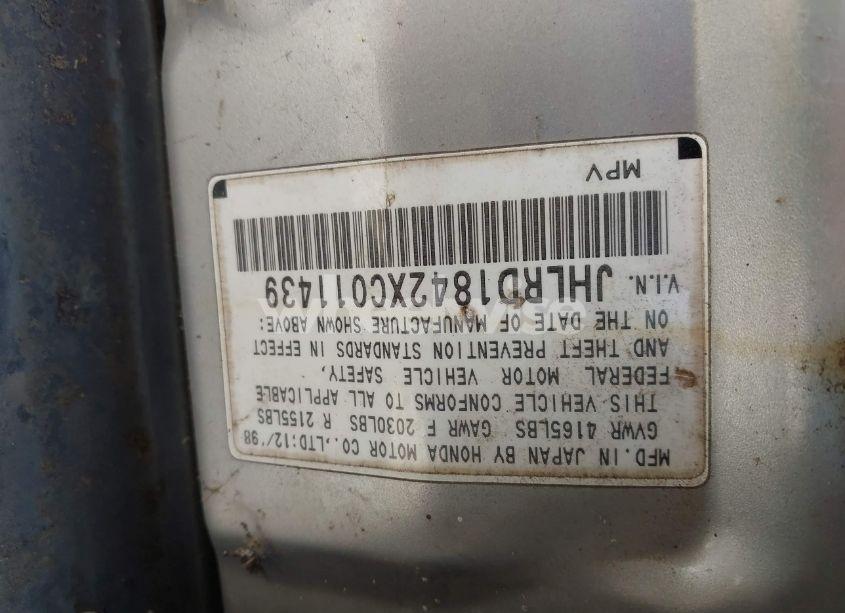 MFD.IN JAPAN BY HONDA MOTOR CO.,LTD:12/'98
GVWR 4165LBS GAWR F 2030LBS R 2155LBS
THIS VEHICLE CONFORMS TO ALL APPLICABLE
FEDERAL MOTOR VEHICLE SAFETY,
AND THEFT PREVENTION STANDARDS IN EFFECT
ON THE DATE OF MANUFACTURE SHOWN ABOVE:
V.I.N. JHLRD1842XC011439
MPV